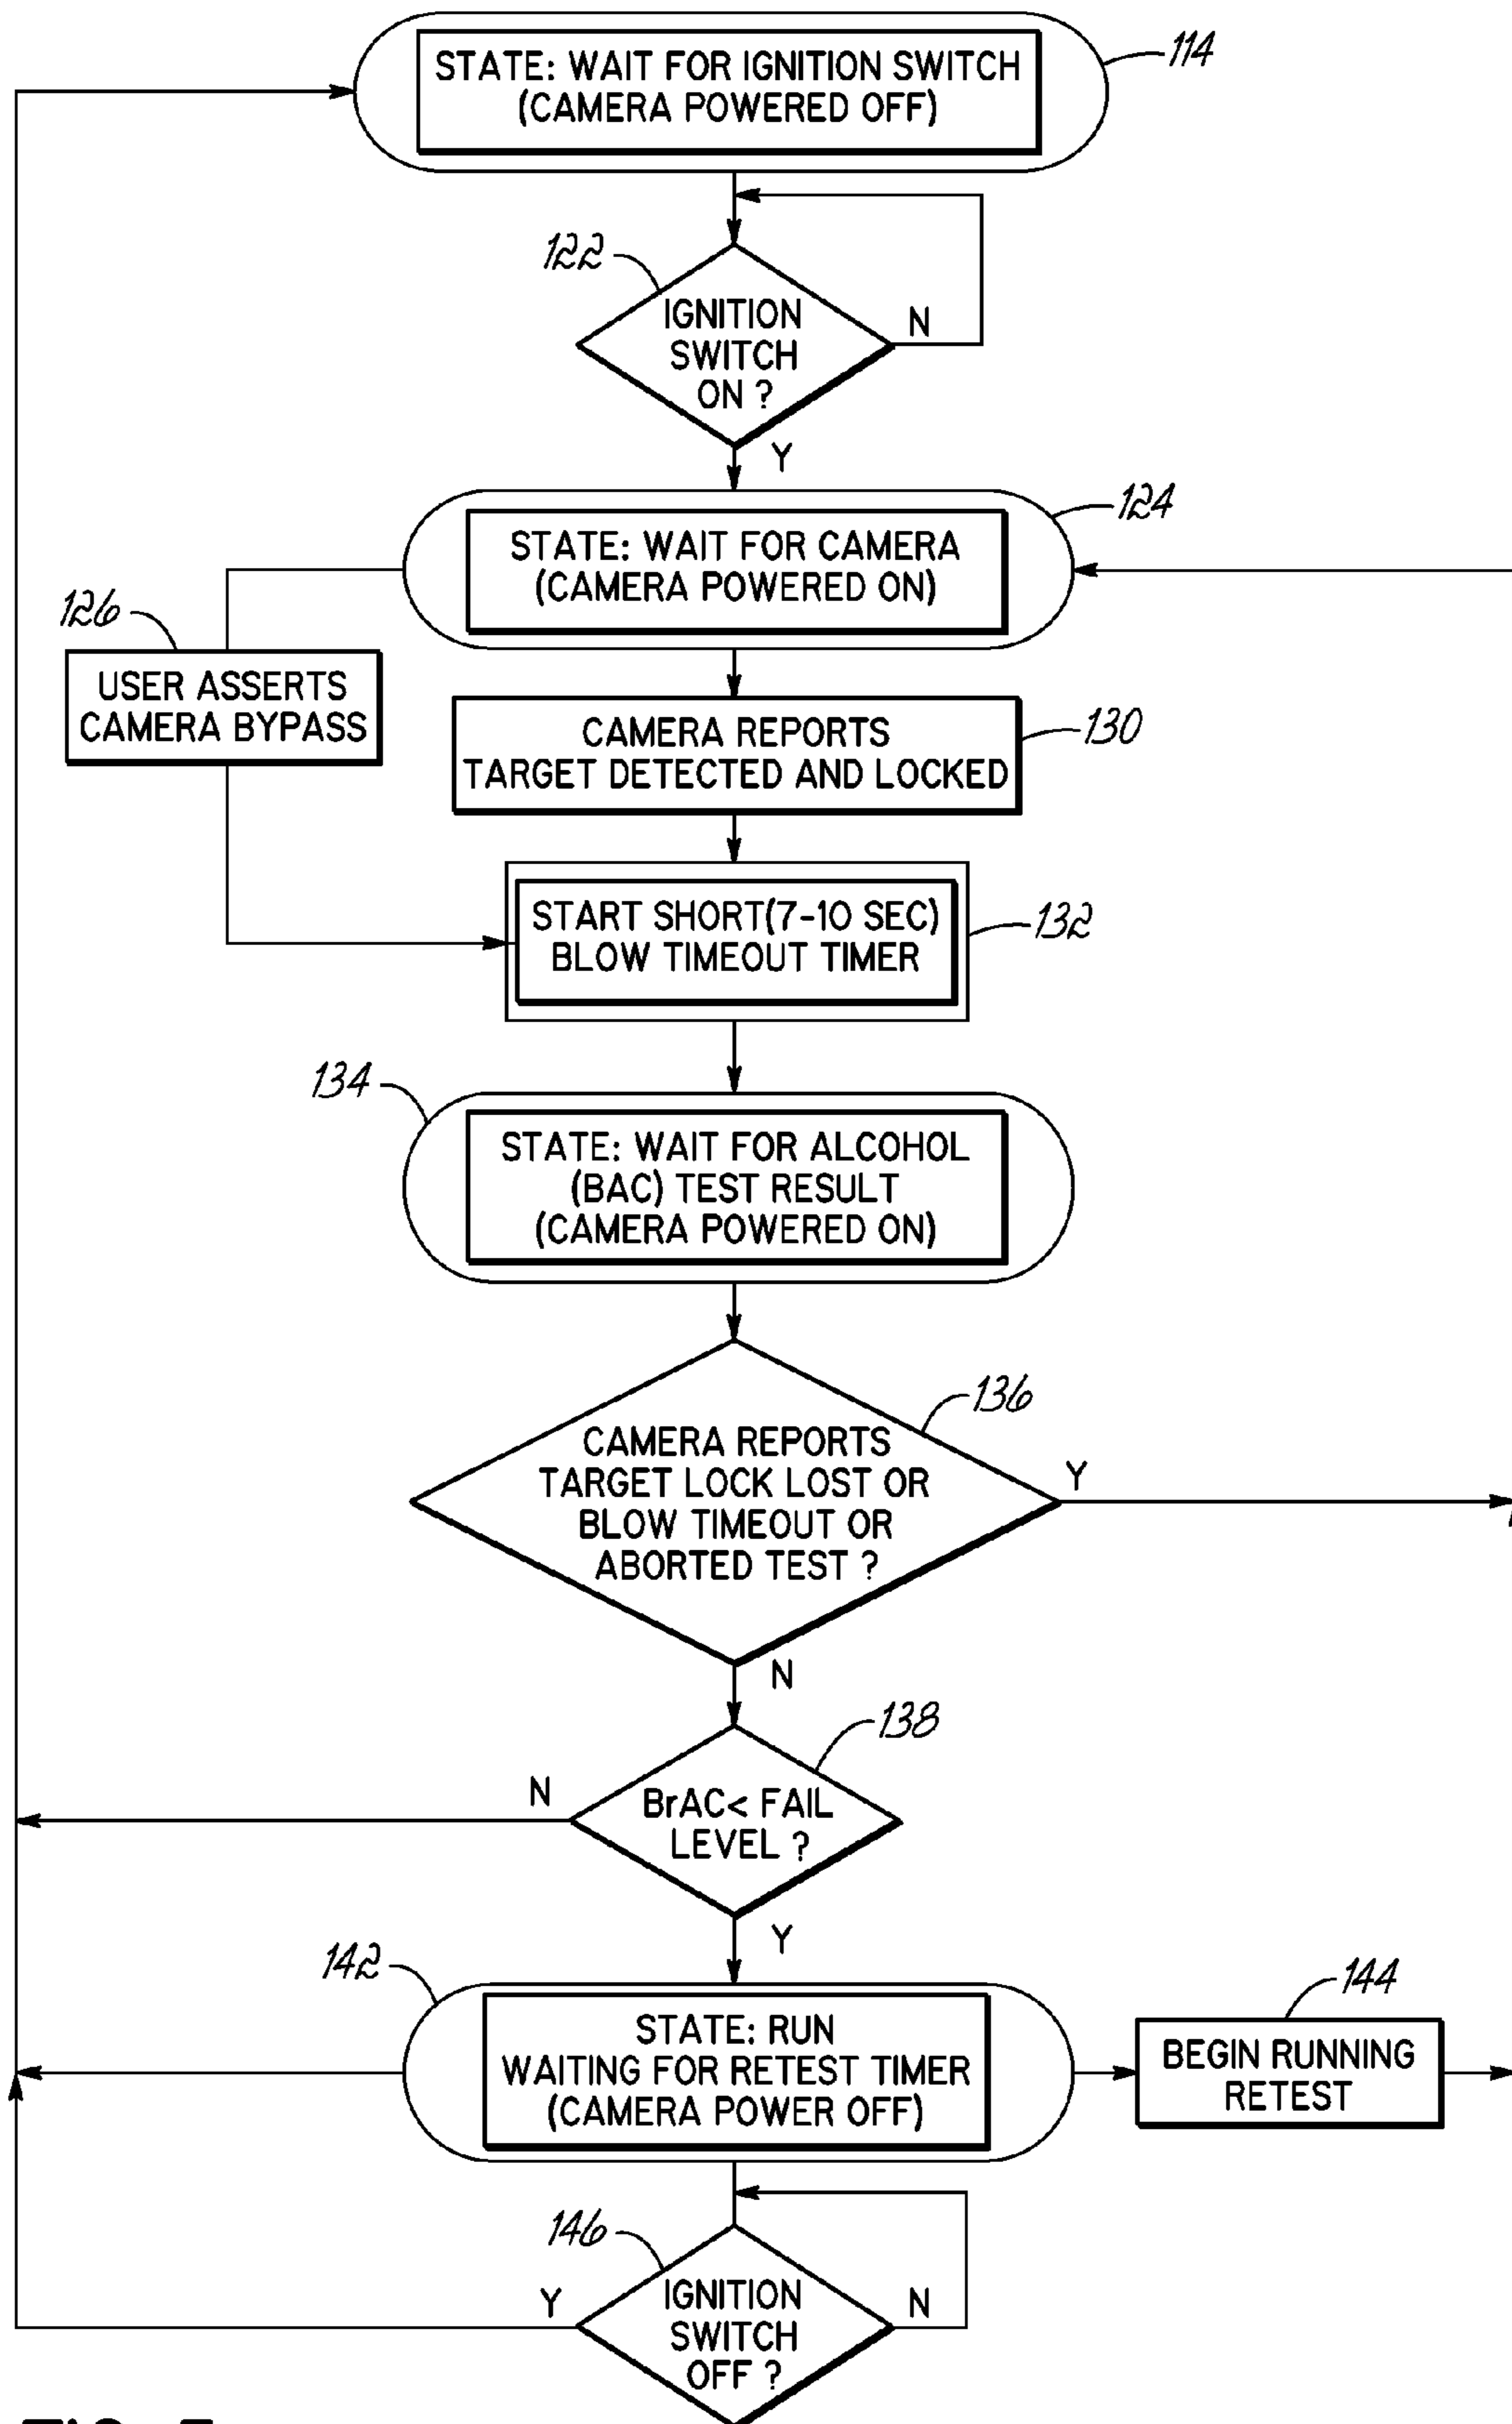 STATE: WAIT FOR IGNITION SWITCH
(CAMERA POWERED OFF)
114
122
IGNITION
SWITCH
ON ?
N
Y
124
STATE: WAIT FOR CAMERA
(CAMERA POWERED ON)
126
USER ASSERTS
CAMERA BYPASS
CAMERA REPORTS
TARGET DETECTED AND LOCKED
130
START SHORT(7-10 SEC)
BLOW TIMEOUT TIMER
132
134
STATE: WAIT FOR ALCOHOL
(BAC) TEST RESULT
(CAMERA POWERED ON)
136
CAMERA REPORTS
TARGET LOCK LOST OR
BLOW TIMEOUT OR
ABORTED TEST ?
Y
N
138
N
BrAC< FAIL
LEVEL ?
Y
142
STATE: RUN
WAITING FOR RETEST TIMER
(CAMERA POWER OFF)
144
BEGIN RUNNING
RETEST
146
Y
IGNITION
SWITCH
OFF ?
N